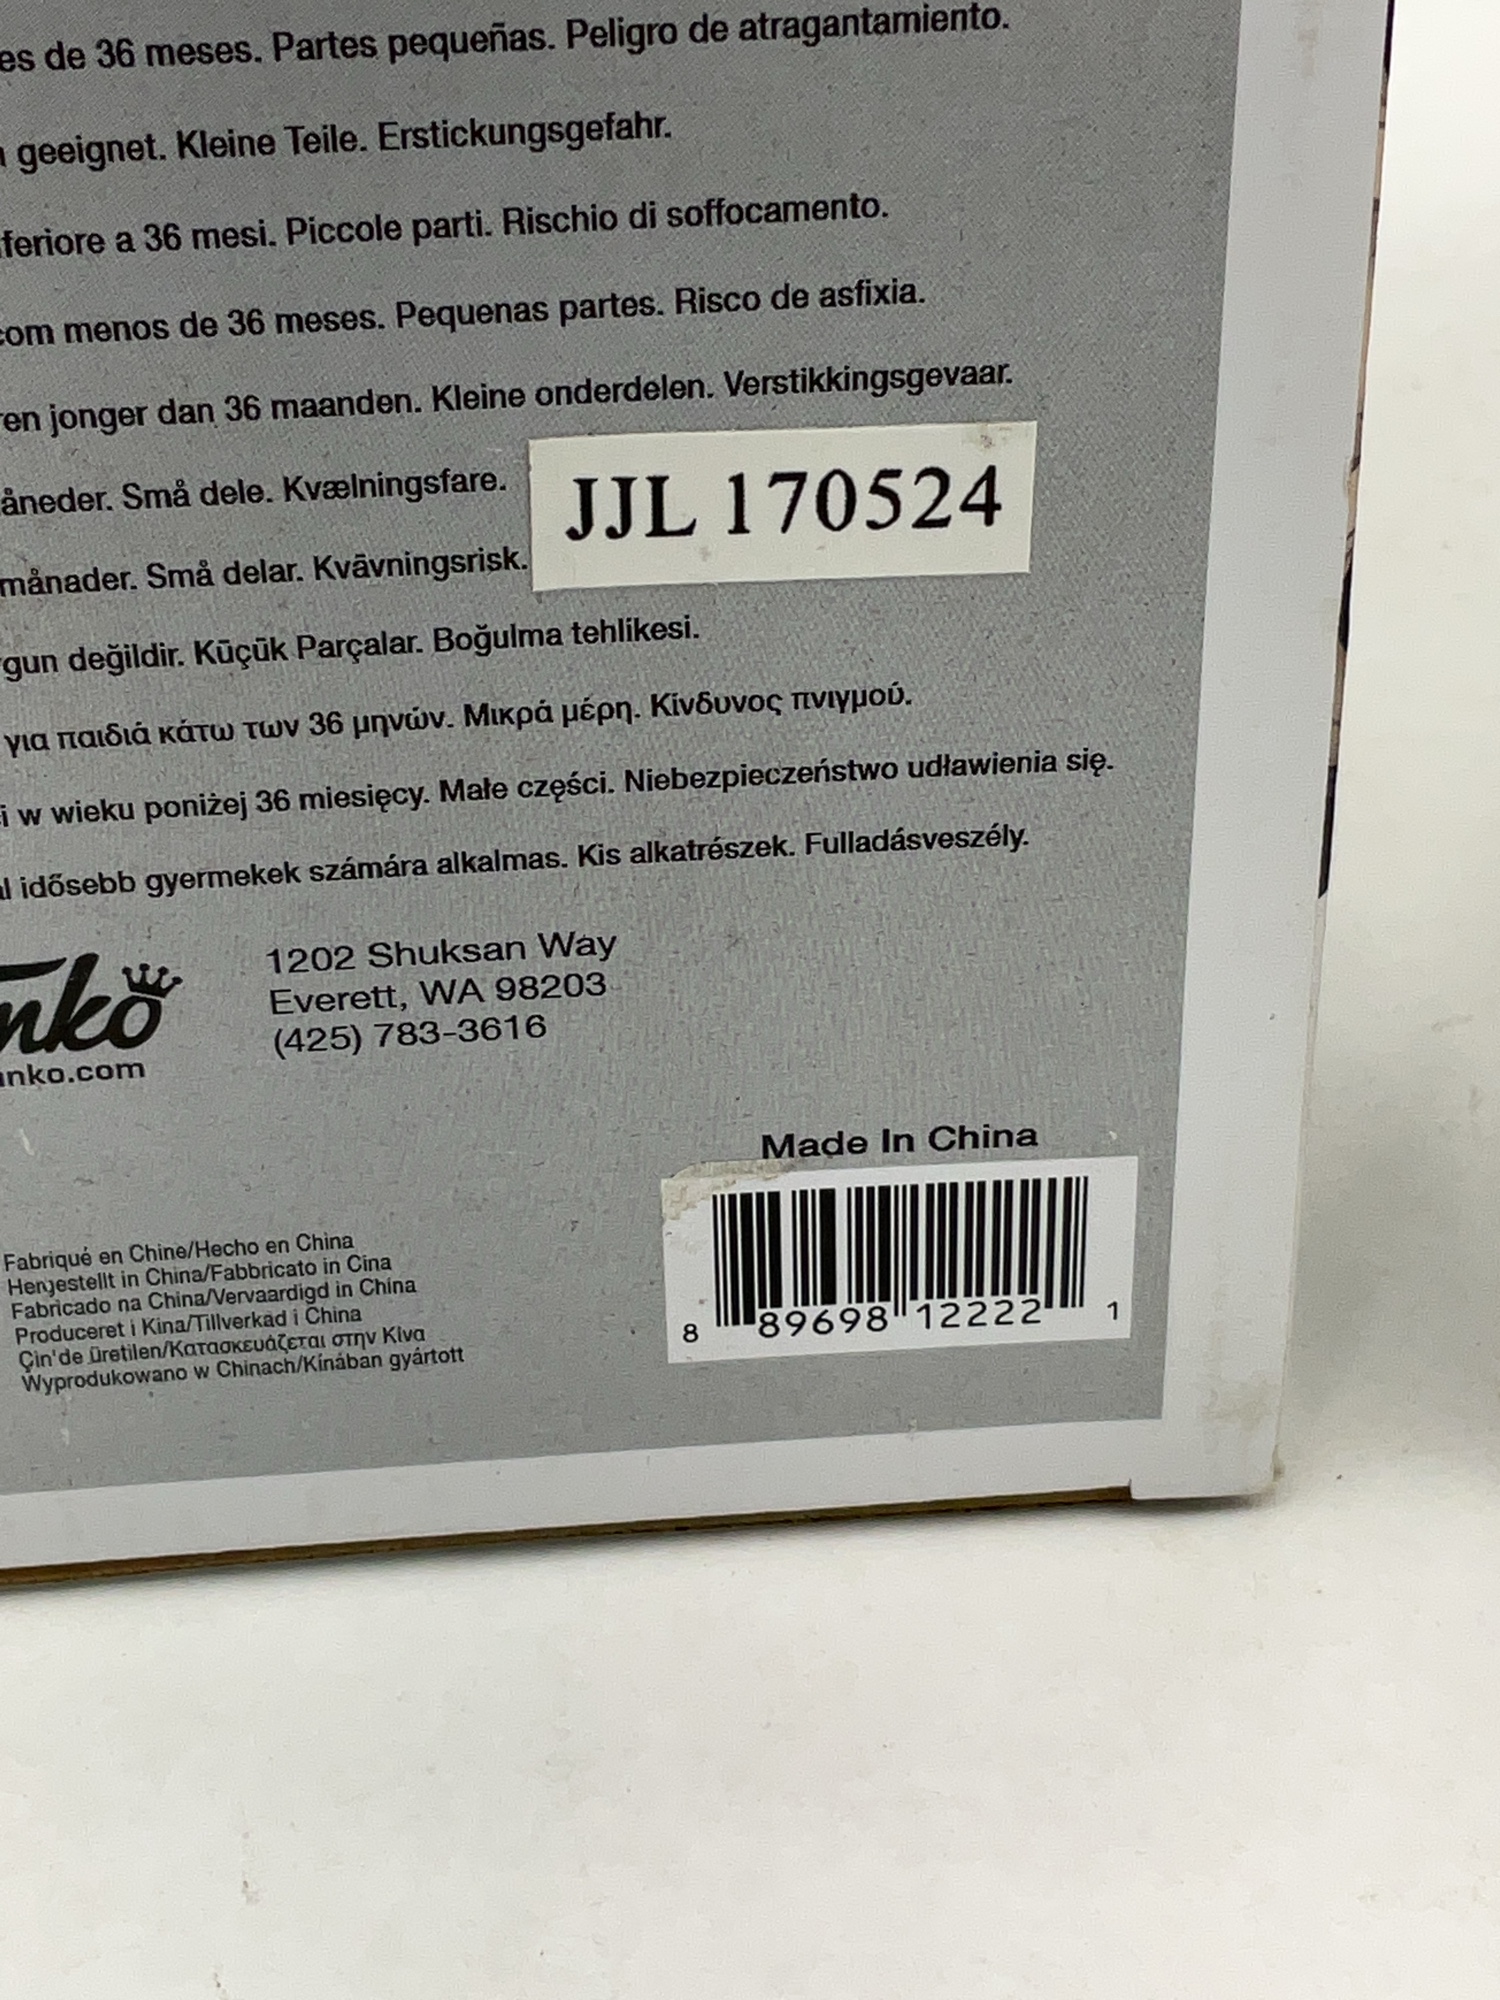 es de 36 meses. Partes pequeñas. Peligro de atragantamiento.
geeignet. Kleine Teile. Erstickungsgefahr.
feriore a 36 mesi. Piccole parti. Rischio di soffocamento.
com menos de 36 meses. Pequenas partes. Risco de asfixia.
en jonger dan 36 maanden. Kleine onderdelen. Verstikkingsgevaar.
åneder. Små dele. Kvælningsfare.
JJL 170524
månader. Små delar. Kvävningsrisk.
gun değildir. Küçük Parçalar. Boğulma tehlikesi.
για παιδιά κάτω των 36 μηνών. Μικρά μέρη. Κίνδυνος πνιγμού.
i w wieku poniżej 36 miesięcy. Małe części. Niebezpieczeństwo udławienia się.
l idősebb gyermekek számára alkalmas. Kis alkatrészek. Fulladásveszély.
nko
nko.com
1202 Shuksan Way
Everett, WA 98203
(425) 783-3616
Made In China
Fabriqué en Chine/Hecho en China
Hergestellt in China/Fabbricato in Cina
Fabricado na China/Vervaardigd in China
Produceret i Kina/Tillverkad i China
Çin'de üretilen/Κατασκευάζεται στην Κίνα
Wyprodukowano w Chinach/Kínában gyártott
8 89698 12222 1